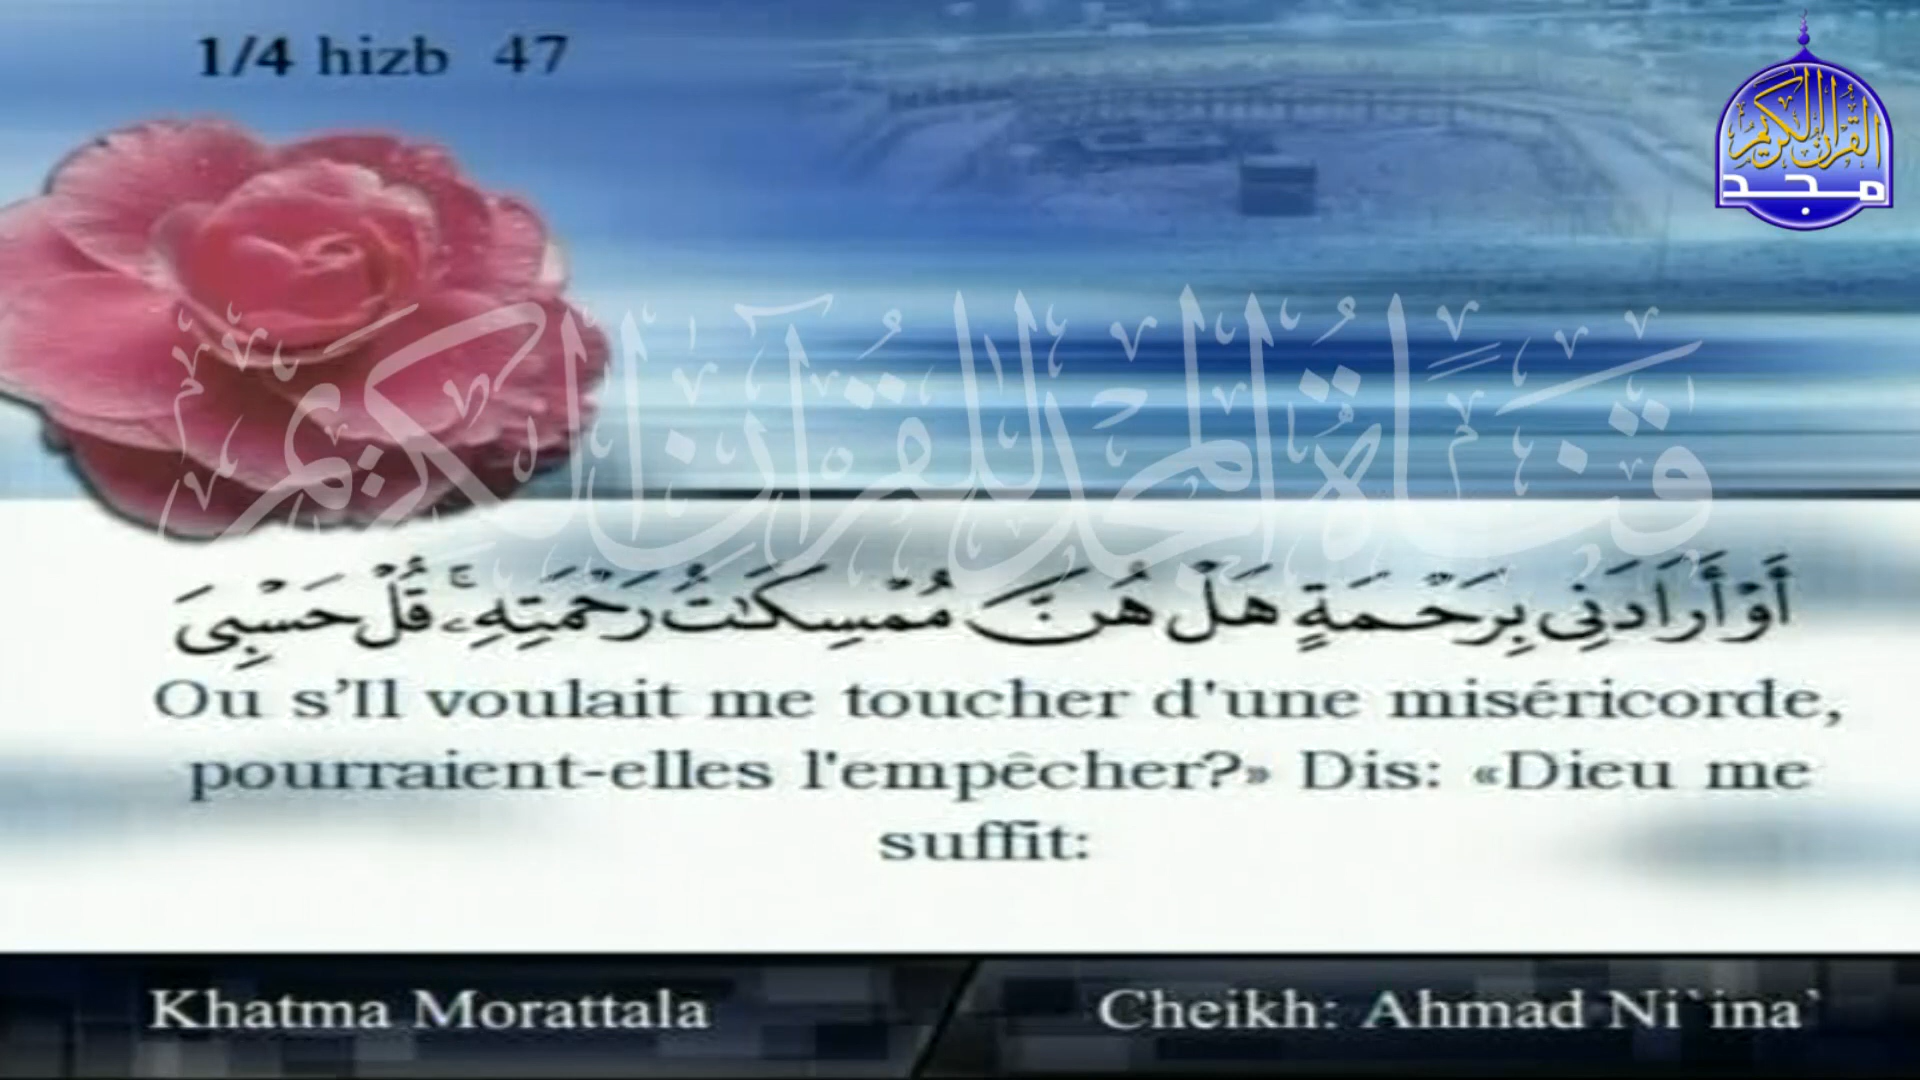 1/4 hizb 47
القرآن الكريم
مجد
قناة المجد للقرآن الكريم
أَوْ أَرَادَنِي بِرَحْمَةٍ هَلْ هُنَّ مُمْسِكَٰتُ رَحْمَتِهِۦ ۚ قُلْ حَسْبِىَ
Ou s’Il voulait me toucher d'une miséricorde,
pourraient-elles l'empêcher?» Dis: «Dieu me
suffit:
Khatma Morattala
Cheikh: Ahmad Ni`ina`